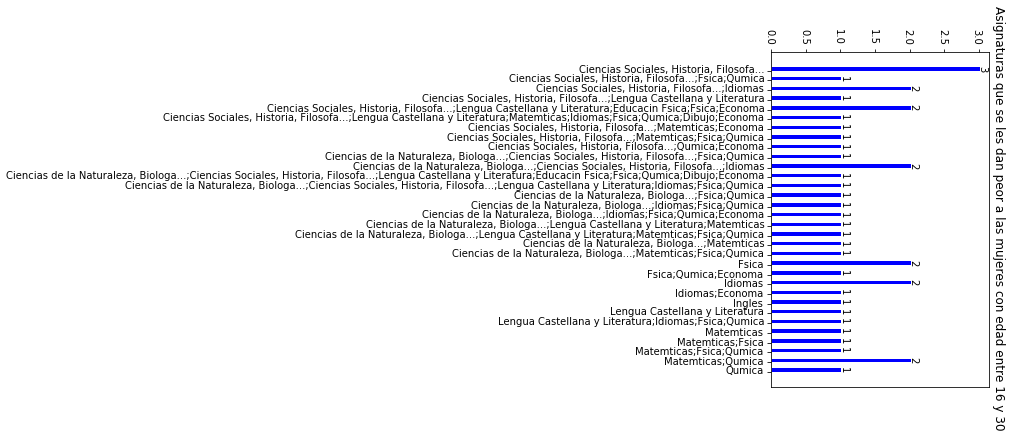 Asignaturas que se les dan peor a las mujeres con edad entre 16 y 30
0.0 0.5 1.0 1.5 2.0 2.5 3.0
Ciencias Sociales, Historia, Filosofa... 3
Ciencias Sociales, Historia, Filosofa...;Fsica;Qumica 1
Ciencias Sociales, Historia, Filosofa...;Idiomas 2
Ciencias Sociales, Historia, Filosofa...;Lengua Castellana y Literatura 1
Ciencias Sociales, Historia, Filosofa...;Lengua Castellana y Literatura;Educacin Fsica;Fsica;Economa 2
Ciencias Sociales, Historia, Filosofa...;Lengua Castellana y Literatura;Matemticas;Idiomas;Fsica;Qumica;Dibujo;Economa 1
Ciencias Sociales, Historia, Filosofa...;Matemticas;Economa 1
Ciencias Sociales, Historia, Filosofa...;Matemticas;Fsica;Qumica 1
Ciencias Sociales, Historia, Filosofa...;Qumica;Economa 1
Ciencias de la Naturaleza, Biologa...;Ciencias Sociales, Historia, Filosofa...;Fsica;Qumica 1
Ciencias de la Naturaleza, Biologa...;Ciencias Sociales, Historia, Filosofa...;Idiomas 2
Ciencias de la Naturaleza, Biologa...;Ciencias Sociales, Historia, Filosofa...;Lengua Castellana y Literatura;Educacin Fsica;Fsica;Qumica;Dibujo;Economa 1
Ciencias de la Naturaleza, Biologa...;Ciencias Sociales, Historia, Filosofa...;Lengua Castellana y Literatura;Idiomas;Fsica;Qumica 1
Ciencias de la Naturaleza, Biologa...;Fsica;Qumica 1
Ciencias de la Naturaleza, Biologa...;Idiomas;Fsica;Qumica 1
Ciencias de la Naturaleza, Biologa...;Idiomas;Fsica;Qumica;Economa 1
Ciencias de la Naturaleza, Biologa...;Lengua Castellana y Literatura;Matemticas 1
Ciencias de la Naturaleza, Biologa...;Lengua Castellana y Literatura;Matemticas;Fsica;Qumica 1
Ciencias de la Naturaleza, Biologa...;Matemticas 1
Ciencias de la Naturaleza, Biologa...;Matemticas;Fsica;Qumica 1
Fsica 2
Fsica;Qumica;Economa 1
Idiomas 2
Idiomas;Economa 1
Ingles 1
Lengua Castellana y Literatura 1
Lengua Castellana y Literatura;Idiomas;Fsica;Qumica 1
Matemticas 1
Matemticas;Fsica 1
Matemticas;Fsica;Qumica 1
Matemticas;Qumica 2
Qumica 1